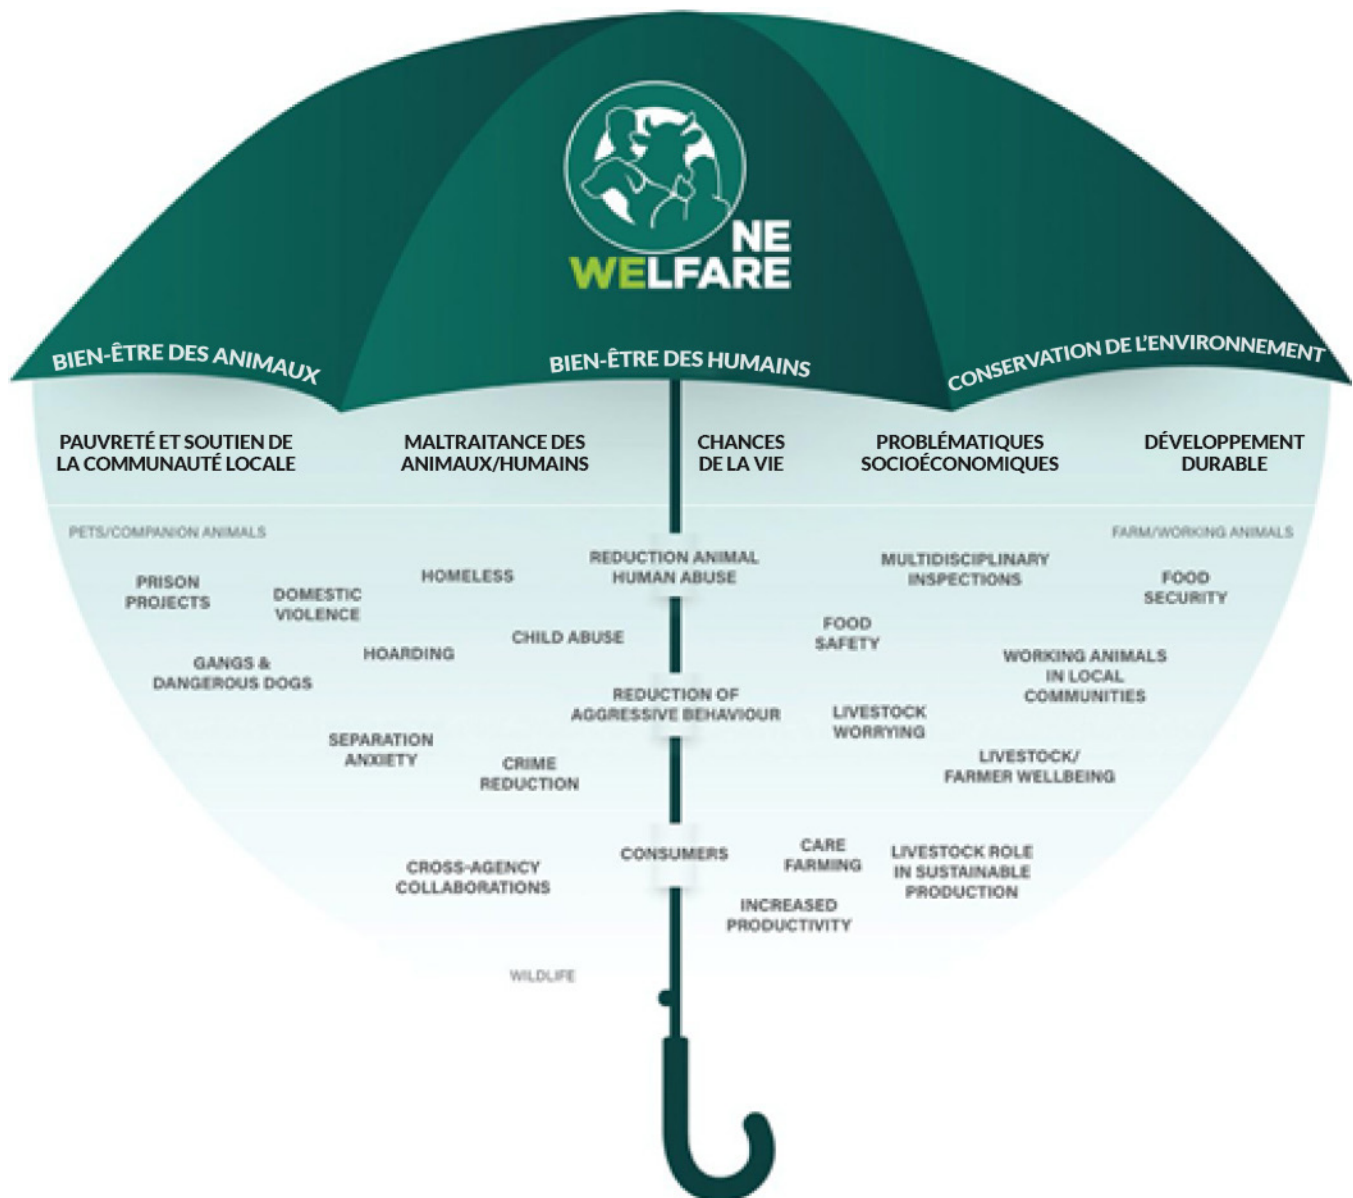 ONE
WELFARE
BIEN-ÊTRE DES ANIMAUX
BIEN-ÊTRE DES HUMAINS
CONSERVATION DE L'ENVIRONNEMENT
PAUVRETÉ ET SOUTIEN DE
LA COMMUNAUTÉ LOCALE
MALTRAITANCE DES
ANIMAUX/HUMAINS
CHANCES
DE LA VIE
PROBLÉMATIQUES
SOCIOÉCONOMIQUES
DÉVELOPPEMENT
DURABLE
PETS/COMPANION ANIMALS
FARM/WORKING ANIMALS
PRISON
PROJECTS
DOMESTIC
VIOLENCE
HOMELESS
REDUCTION ANIMAL
HUMAN ABUSE
MULTIDISCIPLINARY
INSPECTIONS
FOOD
SECURITY
GANGS &
DANGEROUS DOGS
HOARDING
CHILD ABUSE
FOOD
SAFETY
WORKING ANIMALS
IN LOCAL
COMMUNITIES
REDUCTION OF
AGGRESSIVE BEHAVIOUR
LIVESTOCK
WORRYING
SEPARATION
ANXIETY
CRIME
REDUCTION
LIVESTOCK/
FARMER WELLBEING
CROSS-AGENCY
COLLABORATIONS
CONSUMERS
CARE
FARMING
LIVESTOCK ROLE
IN SUSTAINABLE
PRODUCTION
INCREASED
PRODUCTIVITY
WILDLIFE